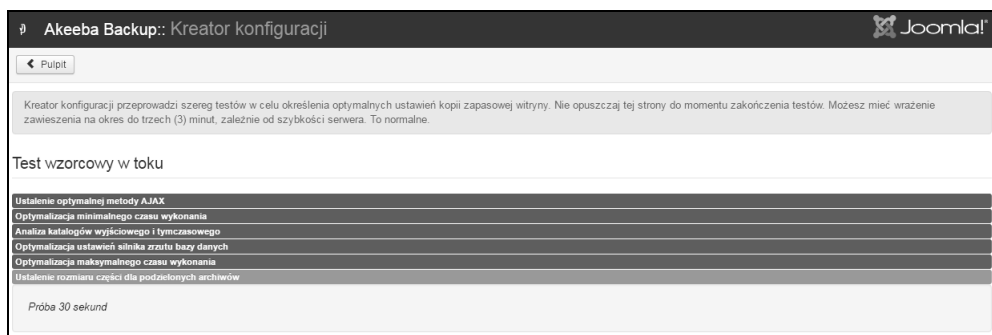 Akeeba Backup:: Kreator konfiguracji
Joomla!®
Pulpit
Kreator konfiguracji przeprowadzi szereg testów w celu określenia optymalnych ustawień kopii zapasowej witryny. Nie opuszczaj tej strony do momentu zakończenia testów. Możesz mieć wrażenie
zawieszenia na okres do trzech (3) minut, zależnie od szybkości serwera. To normalne.
Test wzorcowy w toku
Ustalenie optymalnej metody AJAX
Optymalizacja minimalnego czasu wykonania
Analiza katalogów wyjściowego i tymczasowego
Optymalizacja ustawień silnika zrzutu bazy danych
Optymalizacja maksymalnego czasu wykonania
Ustalenie rozmiaru części dla podzielonych archiwów
Próba 30 sekund